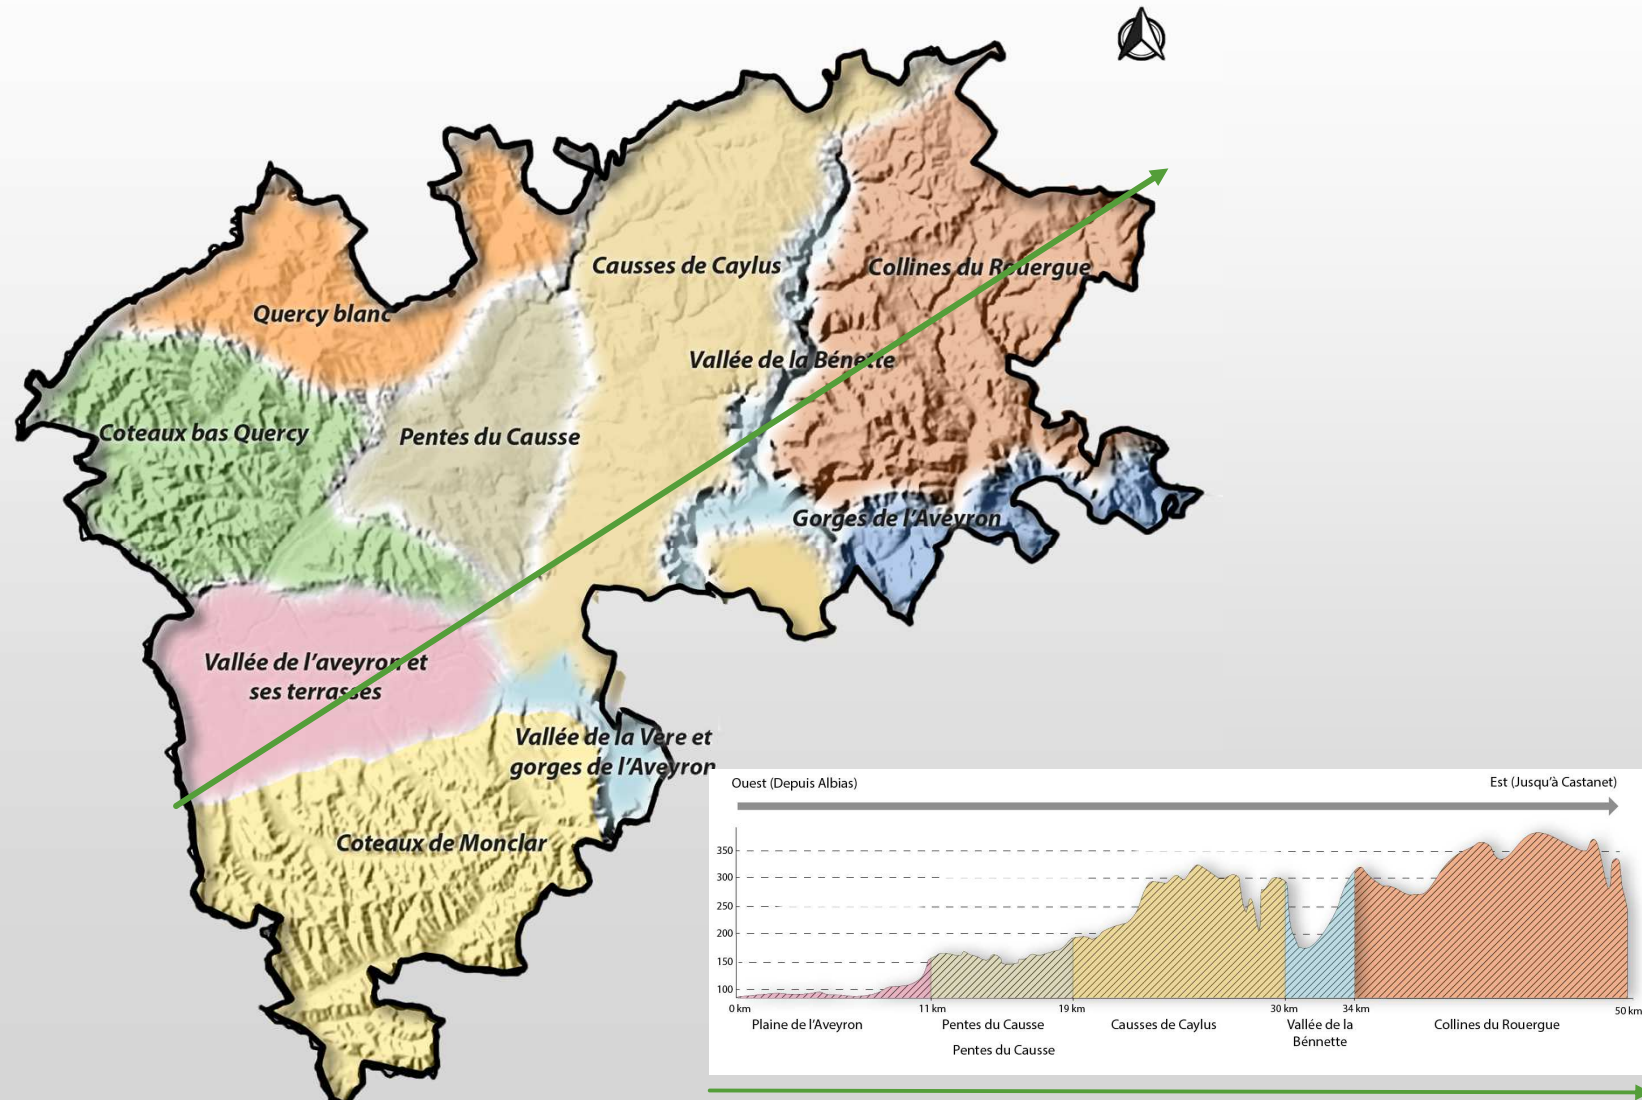 Causses de Caylus
Collines du Rouergue
Quercy blanc
Vallée de la Bénette
Coteaux bas Quercy
Pentes du Causse
Gorges de l'Aveyron
Vallée de l'aveyron et
ses terrasses
Vallée de la Vère et
gorges de l'Aveyron
Coteaux de Monclar
Ouest (Depuis Albias)
Est (Jusqu'à Castanet)
350
300
250
200
150
100
0 km
11 km
19 km
30 km
34 km
50 km
Plaine de l'Aveyron
Pentes du Causse
Causses de Caylus
Vallée de la
Bénnette
Collines du Rouergue
Pentes du Causse